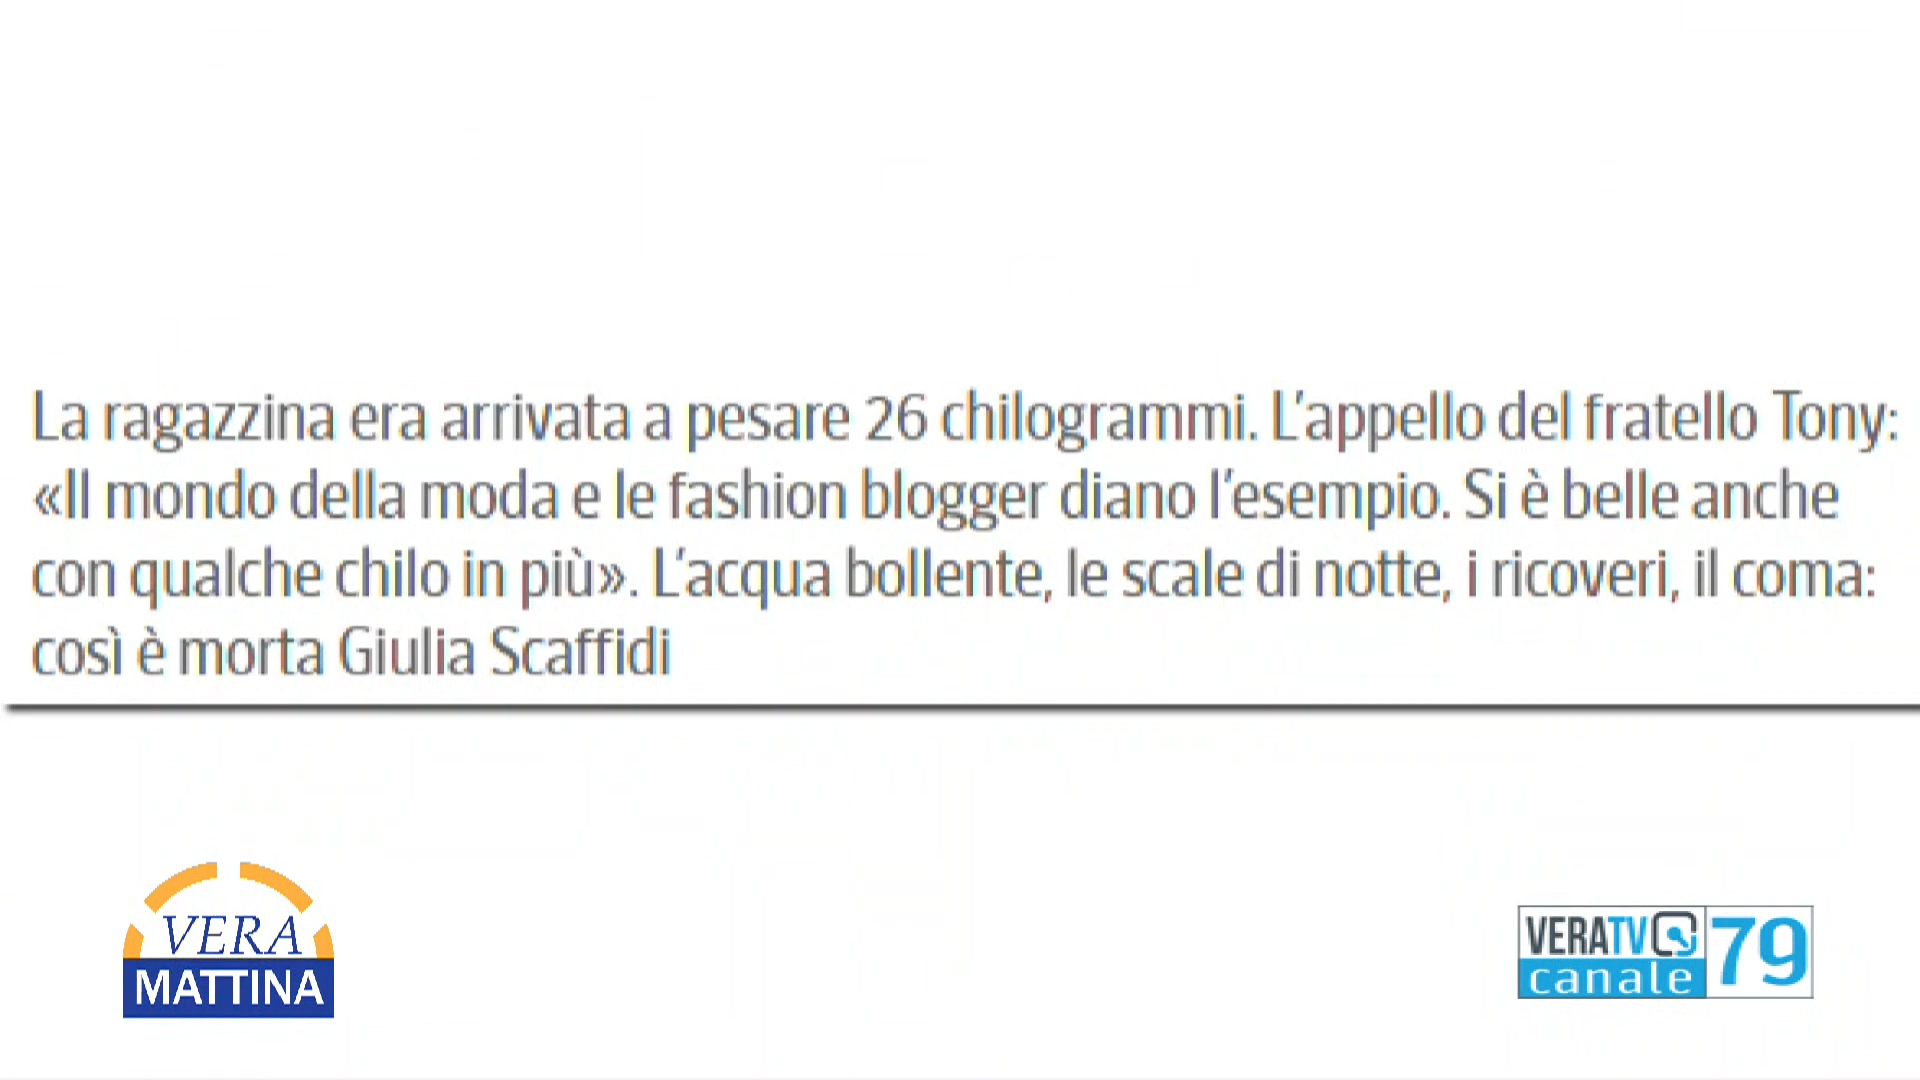 La ragazzina era arrivata a pesare 26 chilogrammi. L'appello del fratello Tony:
«Il mondo della moda e le fashion blogger diano l'esempio. Si è belle anche
con qualche chilo in più». L'acqua bollente, le scale di notte, i ricoveri, il coma:
così è morta Giulia Scaffidi
VERA
MATTINA
VERATV
canale
79